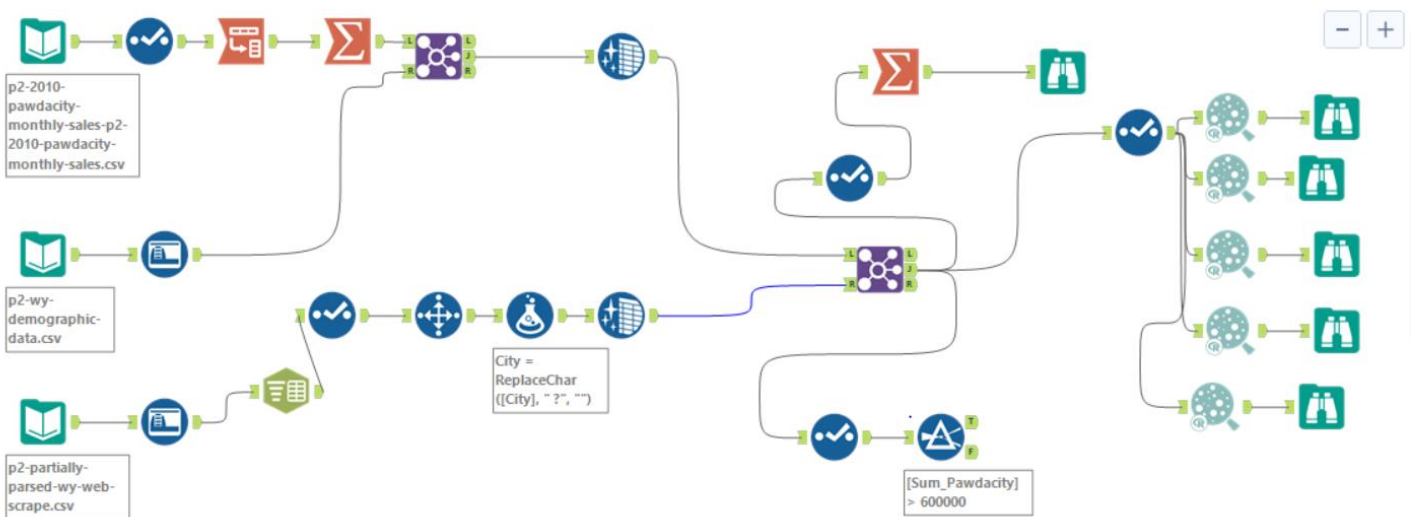 p2-2010-
pawdacity-
monthly-sales-p2-
2010-pawdacity-
monthly-sales.csv
L
R
L
J
R
p2-wy-
demographic-
data.csv
City =
ReplaceChar
([City], " ?", "")
L
R
L
J
R
p2-partially-
parsed-wy-web-
scrape.csv
T
F
[Sum_Pawdacity]
> 600000
R
R
R
R
R